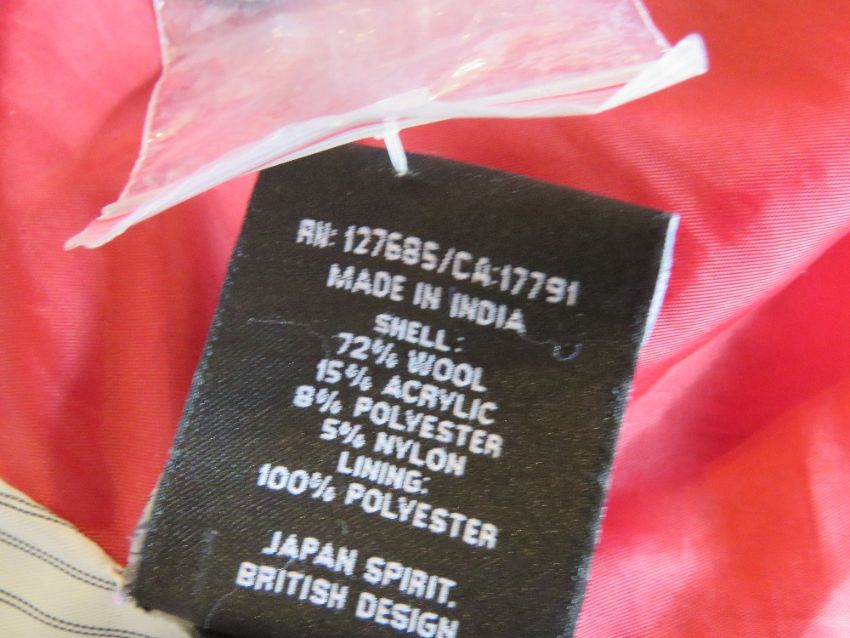 RN: 127685/CA:17791
MADE IN INDIA
SHELL:
72% WOOL
15% ACRYLIC
8% POLYESTER
5% NYLON
LINING:
100% POLYESTER
JAPAN SPIRIT.
BRITISH DESIGN